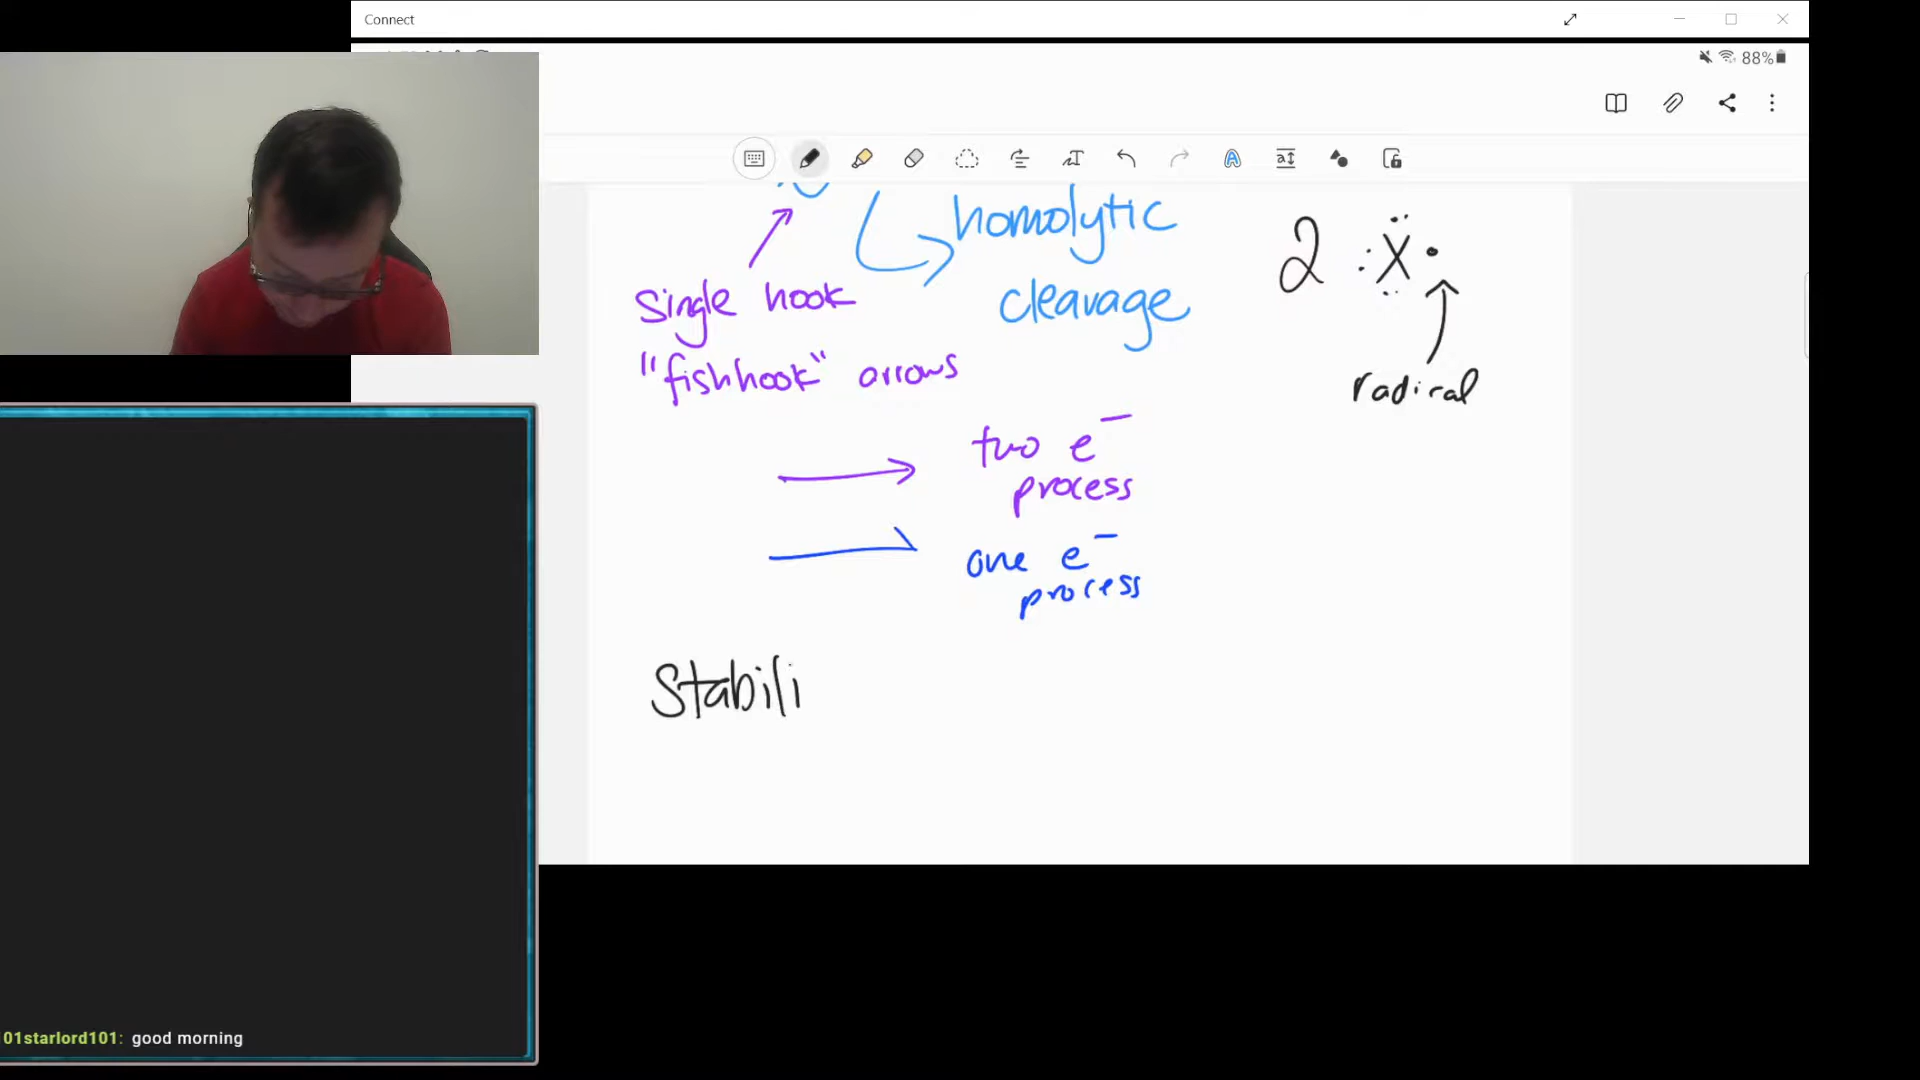 Connect
88%
homolytic
cleavage
2 :Ẍ•
single hook
"fishhook" arrows
radical
two e⁻
process
one e⁻
process
Stabili
01starlord101: good morning